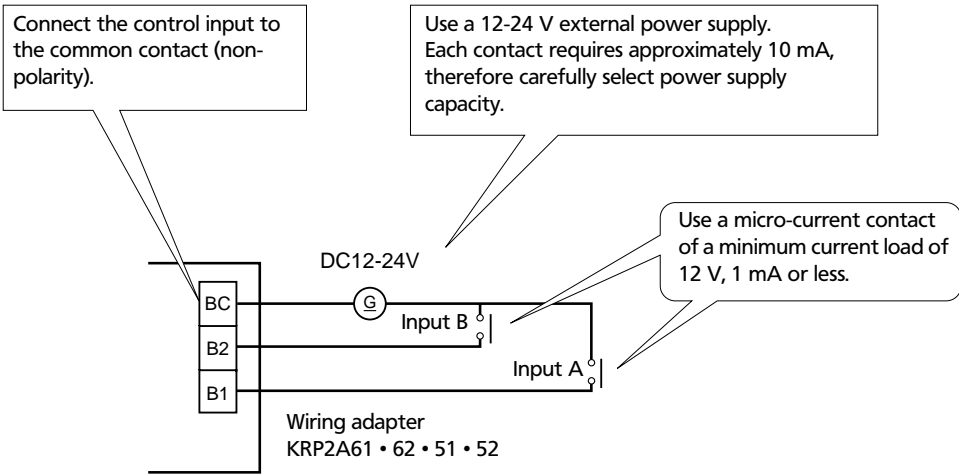 Connect the control input to
the common contact (non-
polarity).
Use a 12-24 V external power supply.
Each contact requires approximately 10 mA,
therefore carefully select power supply
capacity.
Use a micro-current contact
of a minimum current load of
12 V, 1 mA or less.
DC12-24V
BC
G
Input B
B2
Input A
B1
Wiring adapter
KRP2A61 • 62 • 51 • 52